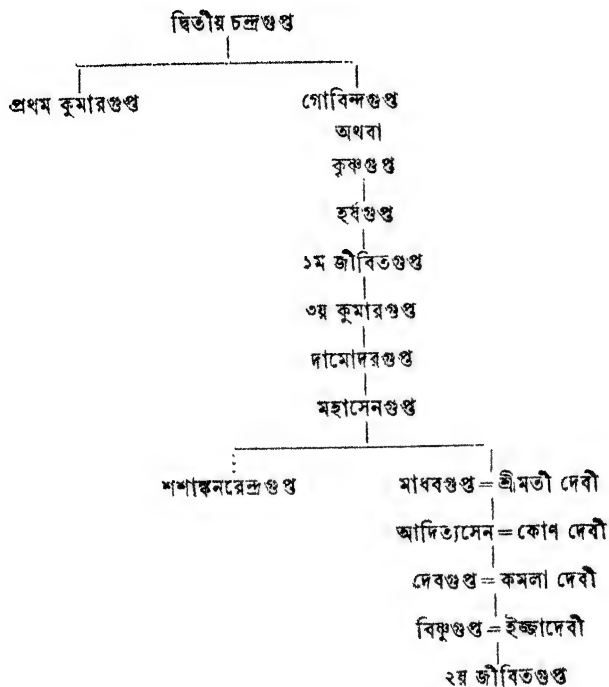 দ্বিতীয় চন্দ্রগুপ্ত
প্রথম কুমারগুপ্ত গোবিন্দগুপ্ত
অথবা
কৃষ্ণগুপ্ত
হর্ষগুপ্ত
১ম জীবিতগুপ্ত
৩য় কুমারগুপ্ত
দামোদরগুপ্ত
মহাসেনগুপ্ত
শশাঙ্কনরেন্দ্রগুপ্ত মাধবগুপ্ত = শ্রীমতী দেবী
আদিত্যসেন = কোণ দেবী
দেবগুপ্ত = কমলা দেবী
বিষ্ণুগুপ্ত = ইজ্জাদেবী
২য় জীবিতগুপ্ত